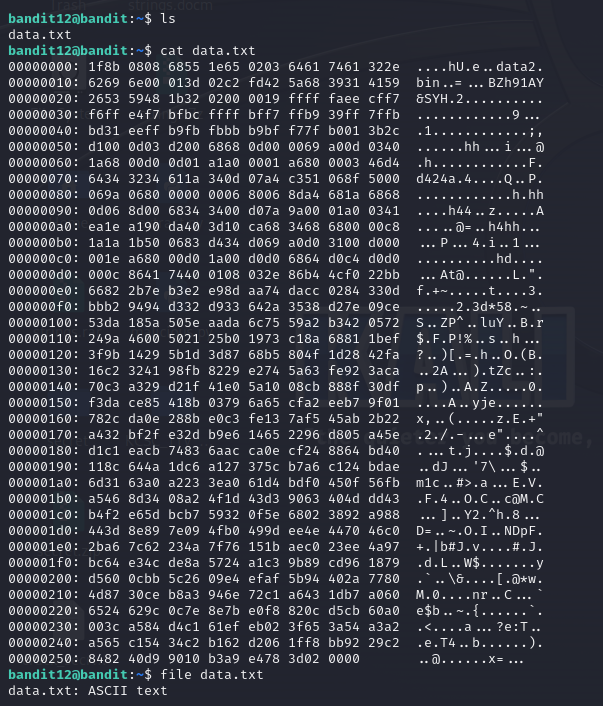 bandit12@bandit:~$ ls
data.txt
bandit12@bandit:~$ cat data.txt
00000000: 1f8b 0808 6855 1e65 0203 6461 7461 322e  ....hU.e..data2.
00000010: 6269 6e00 013d 02c2 fd42 5a68 3931 4159  bin..=...BZh91AY
00000020: 2653 5948 1b32 0200 0019 ffff faee cff7  &SYH.2..........
00000030: f6ff e4f7 bfbc ffff bff7 ffb9 39ff 7ffb  ............9...
00000040: bd31 eeff b9fb fbbb b9bf f77f b001 3b2c  .1............;,
00000050: d100 0d03 d200 6868 0d00 0069 a00d 0340  ......hh...i...@
00000060: 1a68 00d0 0d01 a1a0 0001 a680 0003 46d4  .h............F.
00000070: 6434 3234 611a 340d 07a4 c351 068f 5000  d424a.4....Q..P.
00000080: 069a 0680 0000 0006 8006 8da4 681a 6868  ............h.hh
00000090: 0d06 8d00 6834 3400 d07a 9a00 01a0 0341  ....h44..z.....A
000000a0: ea1e a190 da40 3d10 ca68 3468 6800 00c8  .....@=..h4hh...
000000b0: 1a1a 1b50 0683 d434 d069 a0d0 3100 d000  ...P...4.i..1...
000000c0: 001e a680 00d0 1a00 d0d0 6864 d0c4 d0d0  ..........hd....
000000d0: 000c 8641 7440 0108 032e 86b4 4cf0 22bb  ...At@......L.".
000000e0: 6682 2b7e b3e2 e98d aa74 dacc 0284 330d  f.+~.....t....3.
000000f0: bbb2 9494 d332 d933 642a 3538 d27e 09ce  .....2.3d*58.~..
00000100: 53da 185a 505e aada 6c75 59a2 b342 0572  S..ZP^..luY..B.r
00000110: 249a 4600 5021 25b0 1973 c18a 6881 1bef  $.F.P!%..s..h...
00000120: 3f9b 1429 5b1d 3d87 68b5 804f 1d28 42fa  ?..)[.=.h..O.(B.
00000130: 16c2 3241 98fb 8229 e274 5a63 fe92 3aca  ..2A...).tZc..:.
00000140: 70c3 a329 d21f 41e0 5a10 08cb 888f 30df  p..)..A.Z.....0.
00000150: f3da ce85 418b 0379 6a65 cfa2 eeb7 9f01  ....A..yje......
00000160: 782c da0e 288b e0c3 fe13 7af5 45ab 2b22  x,..(.....z.E.+"
00000170: a432 bf2f e32d b9e6 1465 2296 d805 a45e  .2./.-...e"....^
00000180: d1c1 eacb 7483 6aac ca0e cf24 8864 bd40  ....t.j....$.d.@
00000190: 118c 644a 1dc6 a127 375c b7a6 c124 bdae  ..dJ...'7\...$..
000001a0: 6d31 63a0 a223 3ea0 61d4 bdf0 450f 56fb  m1c..#>.a...E.V.
000001b0: a546 8d34 08a2 4f1d 43d3 9063 404d dd43  .F.4..O.C..c@M.C
000001c0: b4f2 e65d bcb7 5932 0f5e 6802 3892 a988  ...]..Y2.^h.8...
000001d0: 443d 8e89 7e09 4fb0 499d ee4e 4470 46c0  D=..~.O.I..NDpF.
000001e0: 2ba6 7c62 234a 7f76 151b aec0 23ee 4a97  +.|b#J.v....#.J.
000001f0: bc64 e34c de8a 5724 a1c3 9b89 cd96 1879  .d.L..W$.......y
00000200: d560 0cbb 5c26 09e4 efaf 5b94 402a 7780  .`..\&....[.@*w.
00000210: 4d87 30ce b8a3 946e 72c1 a643 1db7 a060  M.0....nr..C...`
00000220: 6524 629c 0c7e 8e7b e0f8 820c d5cb 60a0  e$b..~.{......`.
00000230: 003c a584 d4c1 61ef eb02 3f65 3a54 a3a2  .<....a...?e:T..
00000240: a565 c154 34c2 b162 d206 1ff8 bb92 29c2  .e.T4..b......).
00000250: 8482 40d9 9010 b3a9 e478 3d02 0000  ..@......x=...
bandit12@bandit:~$ file data.txt
data.txt: ASCII text